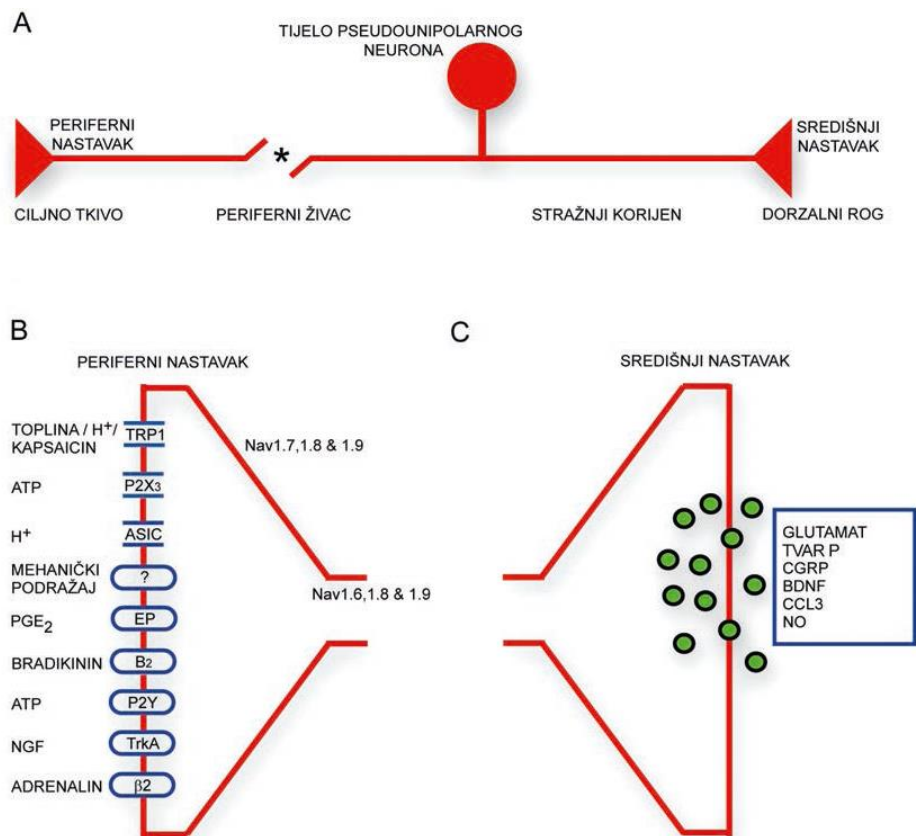 A
TIJELO PSEUDOUNIPOLARNOG
NEURONA
PERIFERNI
NASTAVAK
*
SREDIŠNJI
NASTAVAK
CILJNO TKIVO
PERIFERNI ŽIVAC
STRAŽNJI KORIJEN
DORZALNI ROG
B
PERIFERNI NASTAVAK
TOPLINA / H⁺/
KAPSAICIN
TRP1
ATP
P2X₃
H⁺
ASIC
MEHANIČKI
PODRAŽAJ
?
PGE₂
EP
BRADIKININ
B₂
ATP
P2Y
NGF
TrkA
ADRENALIN
β2
Nav1.7,1.8 & 1.9
Nav1.6,1.8 & 1.9
C
SREDIŠNJI NASTAVAK
GLUTAMAT
TVAR P
CGRP
BDNF
CCL3
NO